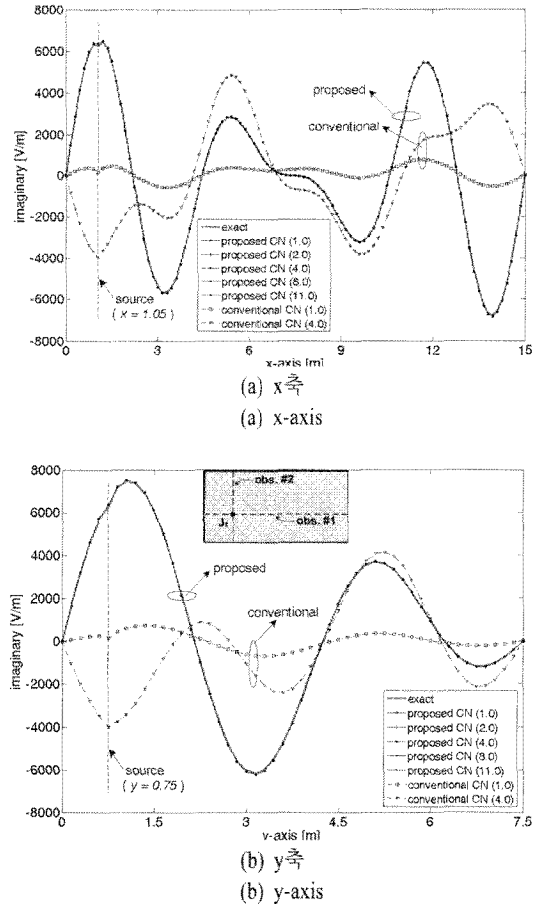 8000
6000
4000
2000
0
-2000
-4000
-6000
-8000
imaginary [V/m]
proposed
conventional
source
( x = 1.05 )
exact
proposed CN (1.0)
proposed CN (2.0)
proposed CN (4.0)
proposed CN (8.0)
proposed CN (11.0)
conventional CN (1.0)
conventional CN (4.0)
0 3 6 9 12 15
x-axis [m]
(a) x축
(a) x-axis
8000
6000
4000
2000
0
-2000
-4000
-6000
-8000
imaginary [V/m]
obs. #2
obs. #1
proposed
conventional
source
( y = 0.75 )
exact
proposed CN (1.0)
proposed CN (2.0)
proposed CN (4.0)
proposed CN (8.0)
proposed CN (11.0)
conventional CN (1.0)
conventional CN (4.0)
0 1.5 3 4.5 6 7.5
y-axis [m]
(b) y축
(b) y-axis